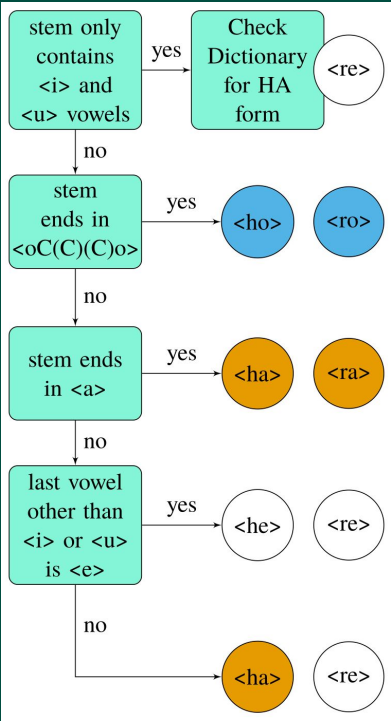 stem only
contains
<i> and
<u> vowels
yes
Check
Dictionary
for HA
form
<re>
no
stem
ends in
<oC(C)(C)o>
yes
<ho>
<ro>
no
stem ends
in <a>
yes
<ha>
<ra>
no
last vowel
other than
<i> or <u>
is <e>
yes
<he>
<re>
no
<ha>
<re>